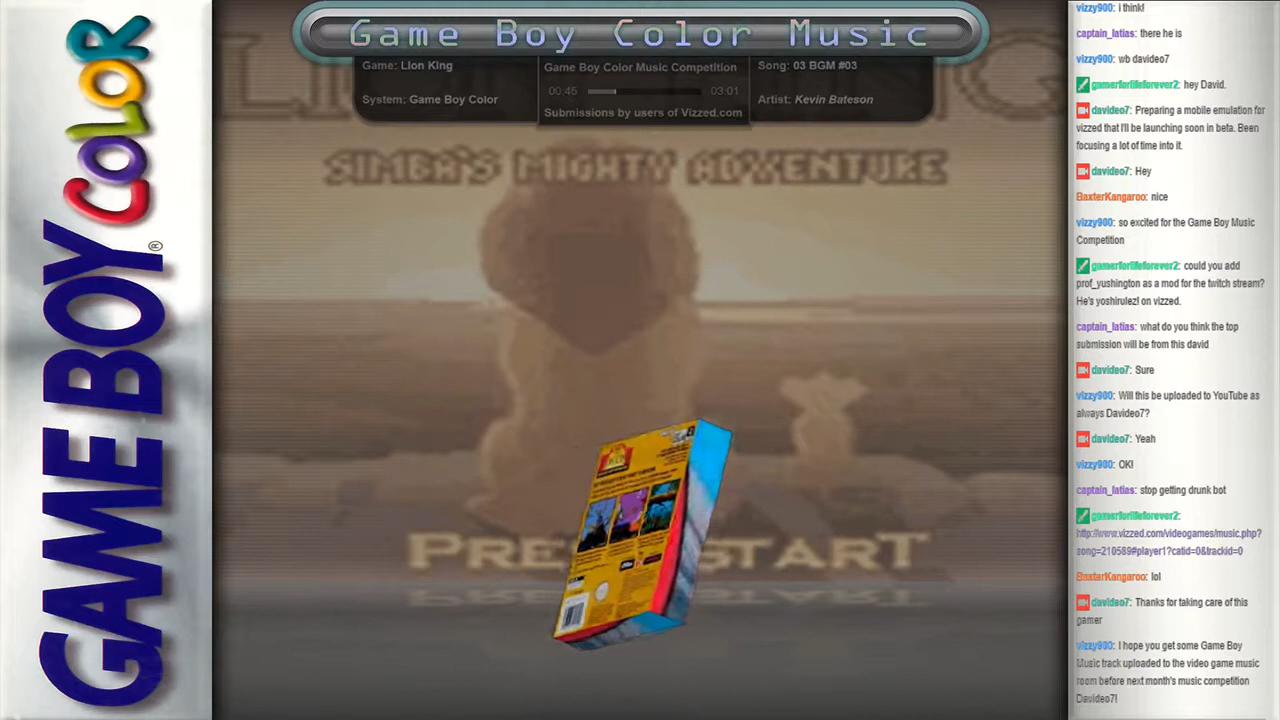 GAME BOY COLOR
®
Game Boy Color Music
Game: Lion King
System: Game Boy Color
Game Boy Color Music Competition
00:45 03:01
Submissions by users of Vizzed.com
Song: 03 BGM #03
Artist: Kevin Bateson
SIMBA'S MIGHTY ADVENTURE
PRESS START
vizzy900: i think!
captain_latias: there he is
vizzy900: wb davideo7
gamerforlifeforever2: hey David.
davideo7: Preparing a mobile emulation for
vizzed that I'll be launching soon in beta. Been
focusing a lot of time into it.
davideo7: Hey
BaxterKangaroo: nice
vizzy900: so excited for the Game Boy Music
Competition
gamerforlifeforever2: could you add
prof_yushington as a mod for the twitch stream?
He's yoshirulez! on vizzed.
captain_latias: what do you think the top
submission will be from this david
davideo7: Sure
vizzy900: Will this be uploaded to YouTube as
always Davideo7?
davideo7: Yeah
vizzy900: OK!
captain_latias: stop getting drunk bot
gamerforlifeforever2:
http://www.vizzed.com/videogames/music.php?
song=210589#player1?catid=0&trackid=0
BaxterKangaroo: lol
davideo7: Thanks for taking care of this
gamer
vizzy900: I hope you get some Game Boy
Music track uploaded to the video game music
room before next month's music competition
Davideo7!